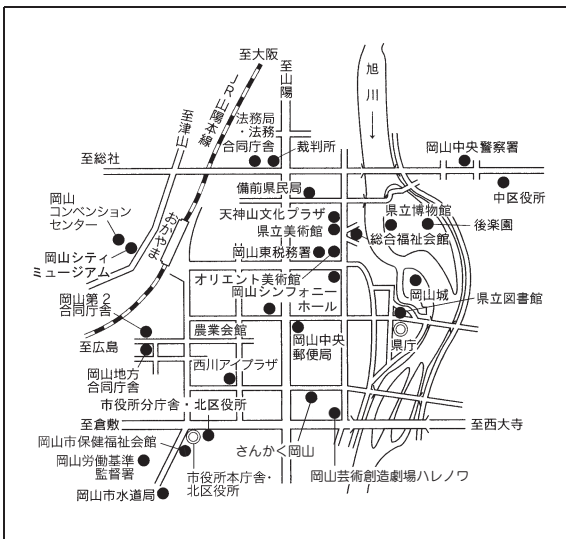 至大阪
至山陽
旭川
JR山陽本線
至津山
法務局
・法務
合同庁舎
裁判所
至総社
岡山中央警察署
備前県民局
中区役所
岡山
コンベンション
センター
おかやま
天神山文化プラザ
県立美術館
県立博物館
後楽園
総合福祉会館
岡山シティ
ミュージアム
岡山東税務署
オリエント美術館
岡山城
岡山第2
合同庁舎
岡山シンフォニー
ホール
県立図書館
農業会館
岡山中央
郵便局
県庁
至広島
岡山地方
合同庁舎
西川アイプラザ
市役所分庁舎・北区役所
至倉敷
至西大寺
岡山市保健福祉会館
さんかく岡山
岡山労働基準
監督署
市役所本庁舎・
北区役所
岡山芸術創造劇場ハレノワ
岡山市水道局